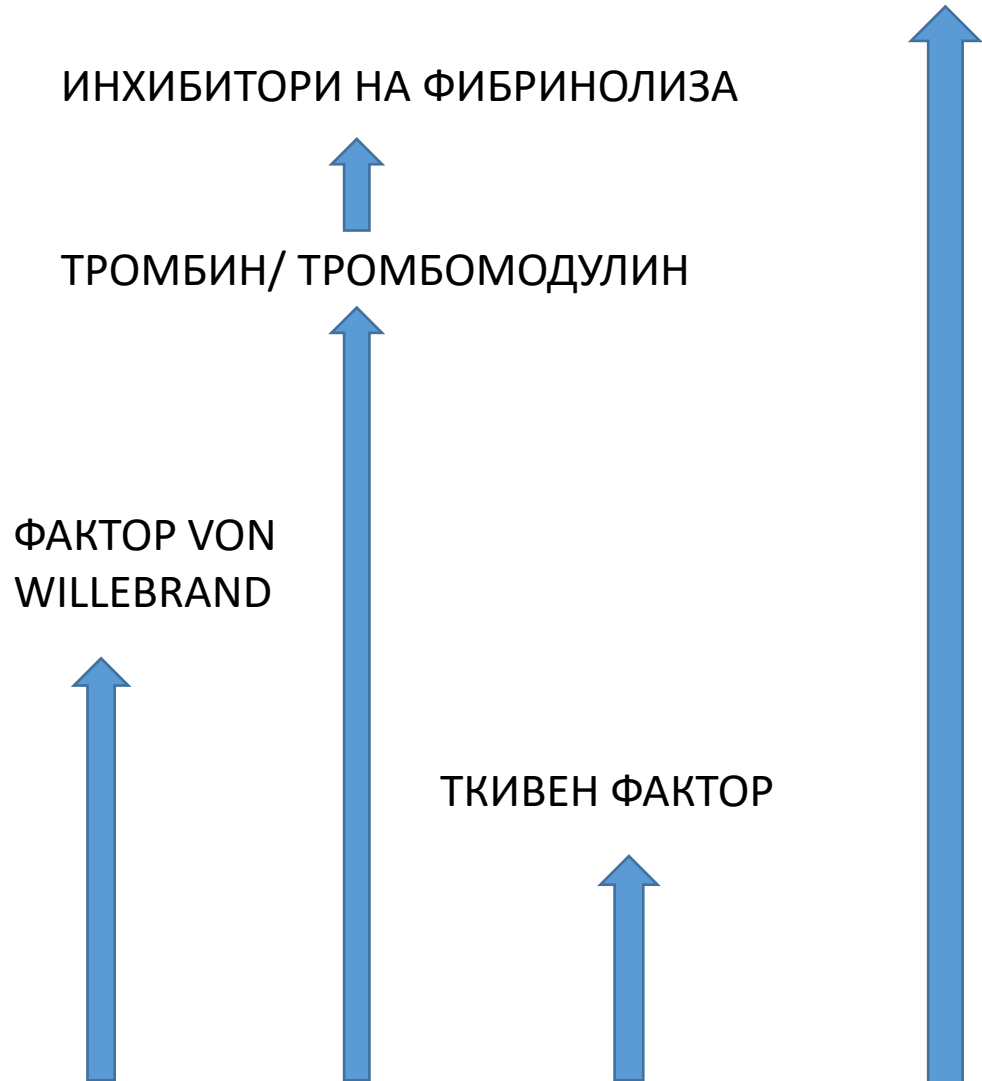 ИНХИБИТОРИ НА ФИБРИНОЛИЗА
ТРОМБИН/ ТРОМБОМОДУЛИН
ФАКТОР VON
WILLEBRAND
ТКИВЕН ФАКТОР